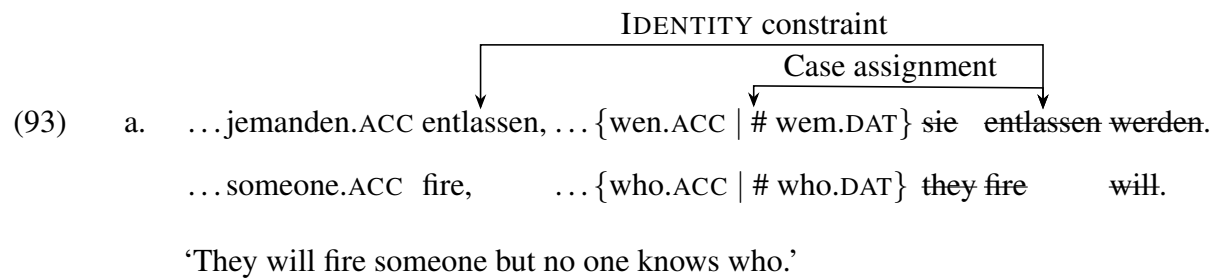 IDENTITY constraint
Case assignment
(93) a. …jemanden.ACC entlassen, …{wen.ACC | # wem.DAT} sie entlassen werden.
…someone.ACC fire, …{who.ACC | # who.DAT} they fire will.
‘They will fire someone but no one knows who.’